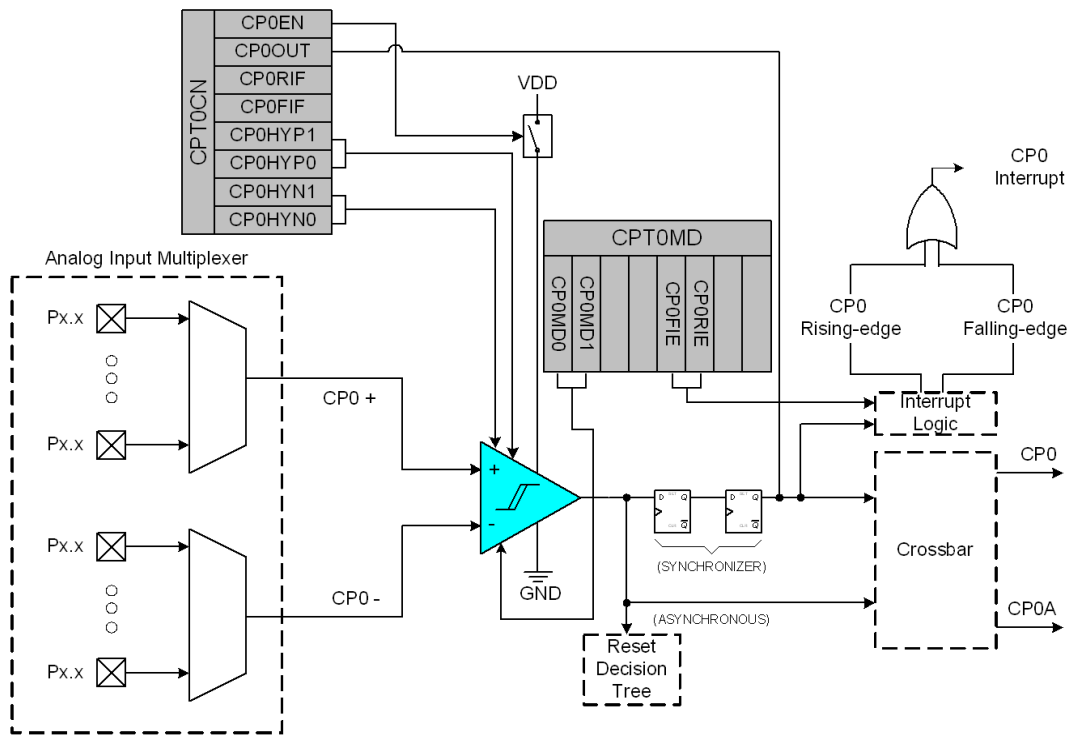 CPT0CN
CP0EN
CP0OUT
CP0RIF
CP0FIF
CP0HYP1
CP0HYP0
CP0HYN1
CP0HYN0
VDD
CPT0MD
CP0MD0
CP0MD1
CP0FIE
CP0RIE
CP0
Interrupt
CP0
Rising-edge
CP0
Falling-edge
Interrupt
Logic
Analog Input Multiplexer
Px.x
Px.x
Px.x
Px.x
CP0 +
CP0 -
+
-
GND
D
Q
Q
D
Q
Q
(SYNCHRONIZER)
(ASYNCHRONOUS)
Reset
Decision
Tree
Crossbar
CP0
CP0A